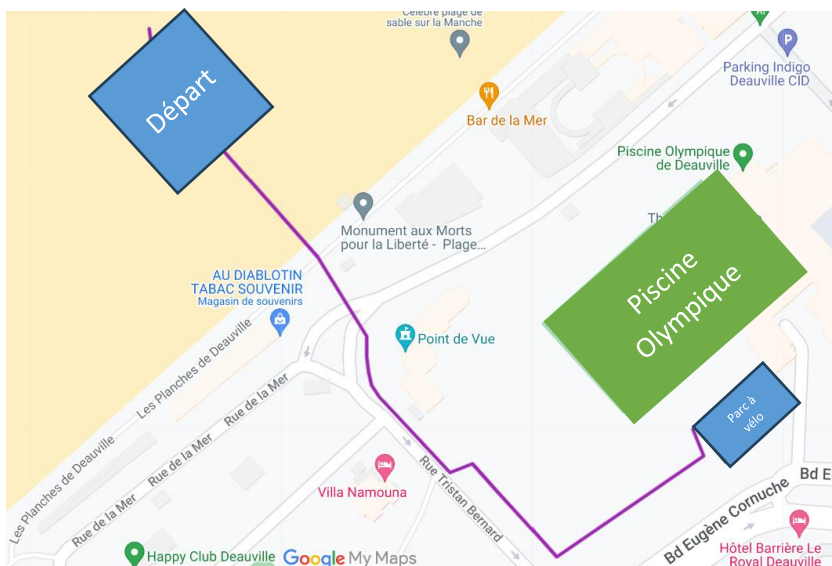 Célèbre plage de
sable sur la Manche
Départ
Parking Indigo
Deauville CID
Bar de la Mer
Piscine Olympique
de Deauville
Monument aux Morts
pour la Liberté - Plage...
Th
Piscine
Olympique
AU DIABLOTIN
TABAC SOUVENIR
Magasin de souvenirs
Point de Vue
Les Planches de Deauville
Rue de la Mer
Rue de la Mer
Rue de la Mer
Les Planches de Deauville
Parc à
vélo
Rue Tristan Bernard
Villa Namouna
Bd E
Bd Eugène Cornuche
Happy Club Deauville
Google My Maps
Hôtel Barrière Le
Royal Deauville